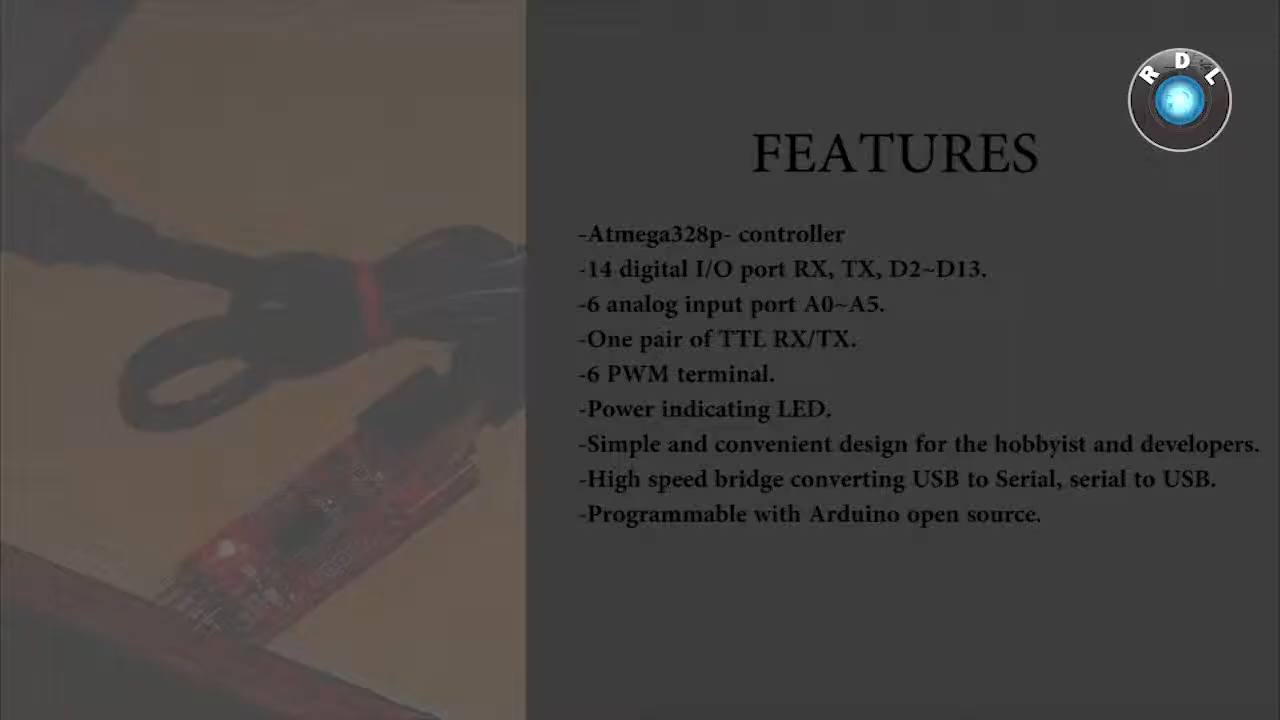 RDL
FEATURES
-Atmega328p- controller
-14 digital I/O port RX, TX, D2~D13.
-6 analog input port A0~A5.
-One pair of TTL RX/TX.
-6 PWM terminal.
-Power indicating LED.
-Simple and convenient design for the hobbyist and developers.
-High speed bridge converting USB to Serial, serial to USB.
-Programmable with Arduino open source.